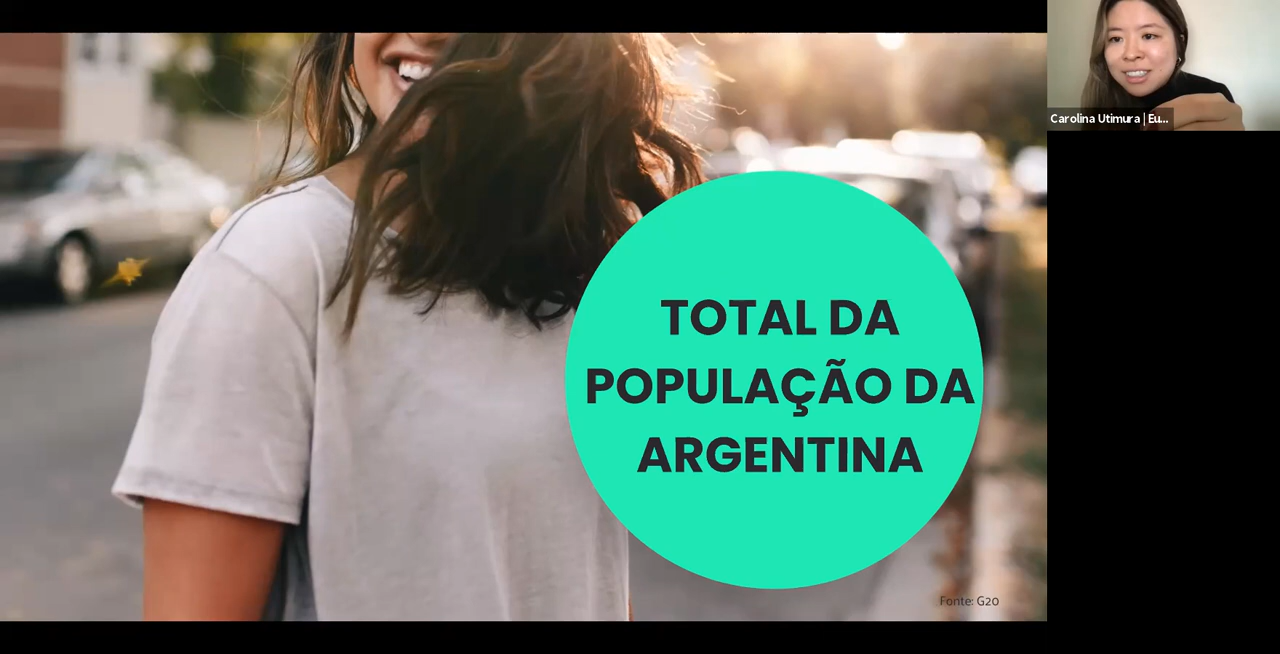 Carolina Utimura | Eu...
TOTAL DA
POPULAÇÃO DA
ARGENTINA
Fonte: G20